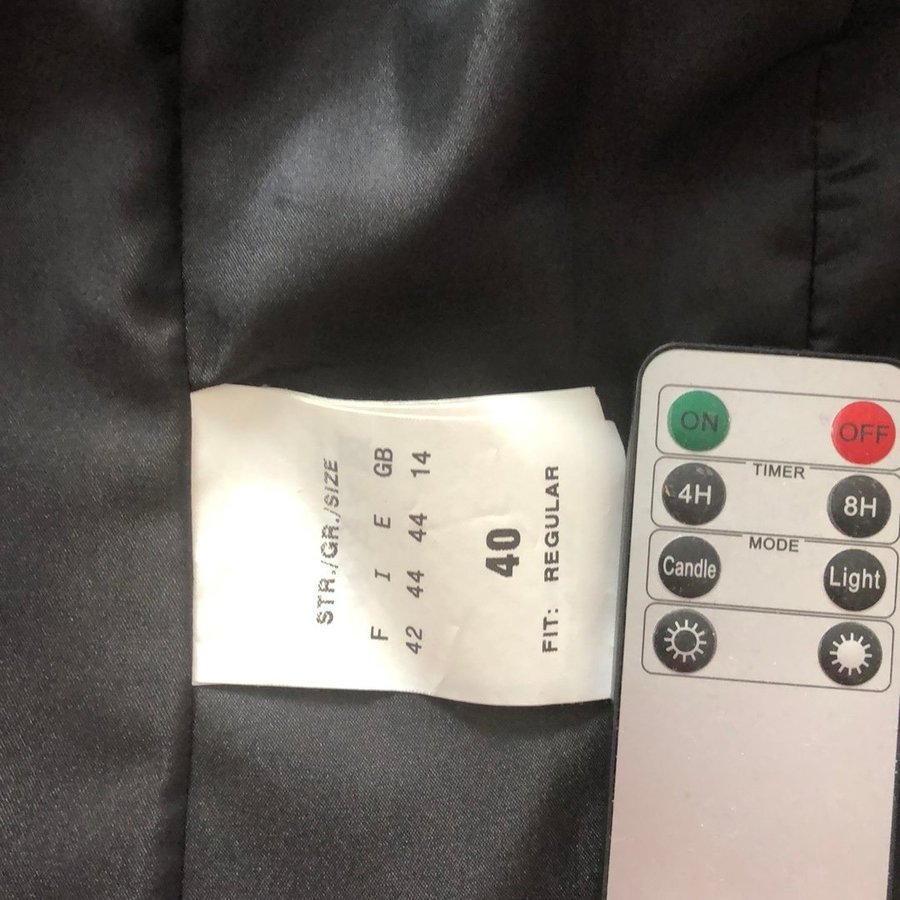 STR./GR./SIZE
F I E GB
42 44 44 14
40
FIT: REGULAR
ON OFF
TIMER
4H 8H
MODE
Candle Light